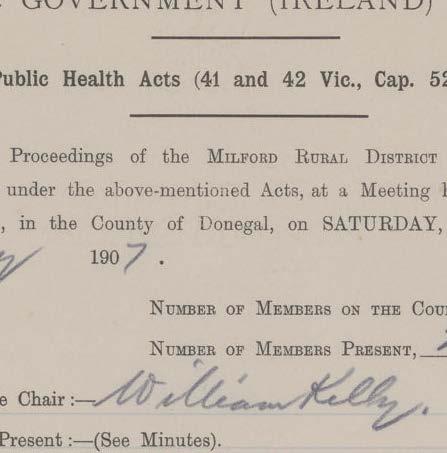 GOVERNMENT (IRELAND)
Public Health Acts (41 and 42 Vic., Cap. 52
Proceedings of the MILFORD RURAL DISTRICT
under the above-mentioned Acts, at a Meeting
, in the County of Donegal, on SATURDAY,
1907.
NUMBER OF MEMBERS ON THE COU
NUMBER OF MEMBERS PRESENT,
e Chair :— William Kelly.
Present :—(See Minutes).